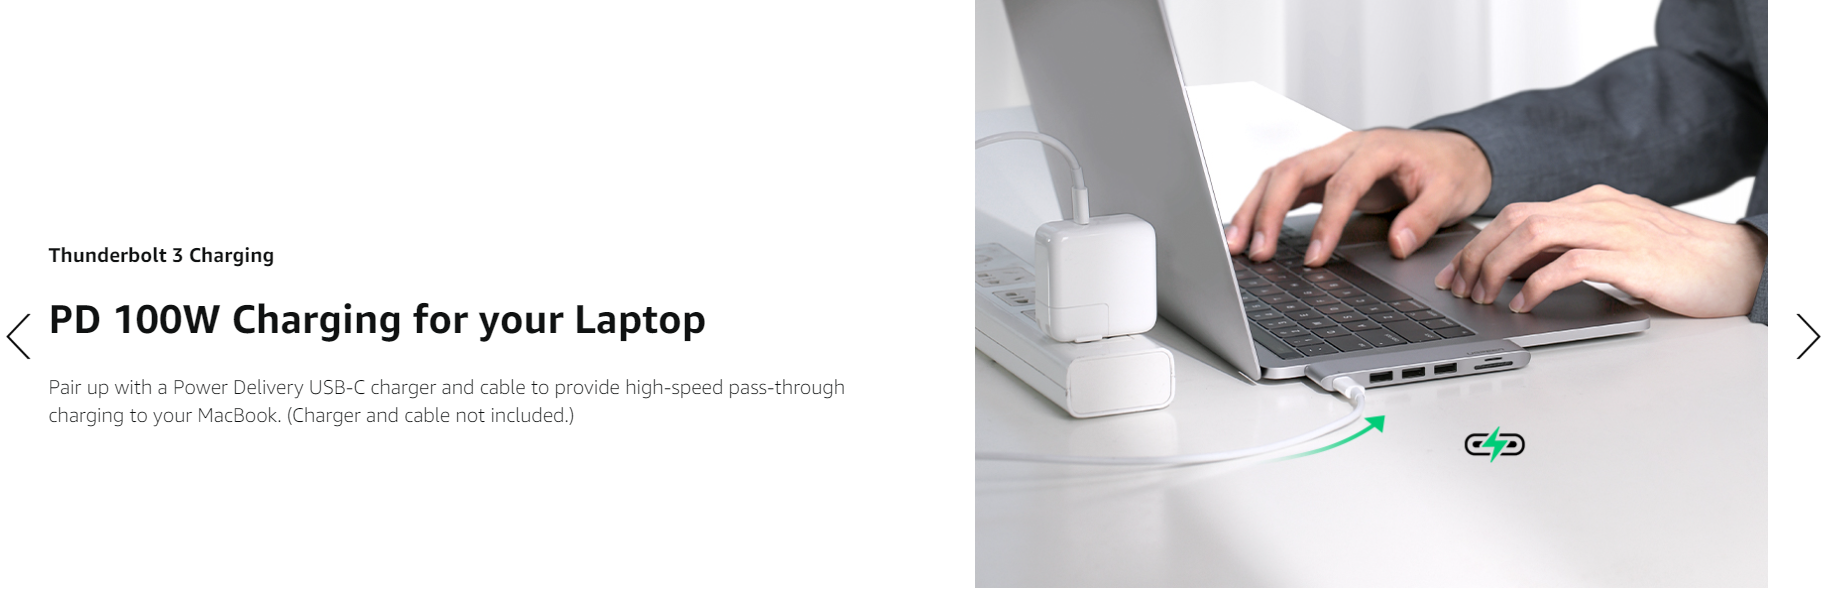 Thunderbolt 3 Charging
PD 100W Charging for your Laptop
Pair up with a Power Delivery USB-C charger and cable to provide high-speed pass-through
charging to your MacBook. (Charger and cable not included.)